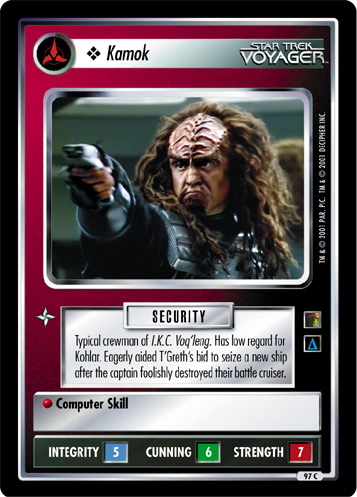 ❖ Kamok
STAR TREK
VOYAGER™
TM & © 2001 PAR. PIC. TM & © 2001 DECIPHER INC.
SECURITY
Typical crewman of I.K.C. Voq'leng. Has low regard for
Kohlar. Eagerly aided T'Greth's bid to seize a new ship
after the captain foolishly destroyed their battle cruiser.
Computer Skill
INTEGRITY 5 CUNNING 6 STRENGTH 7
97 C